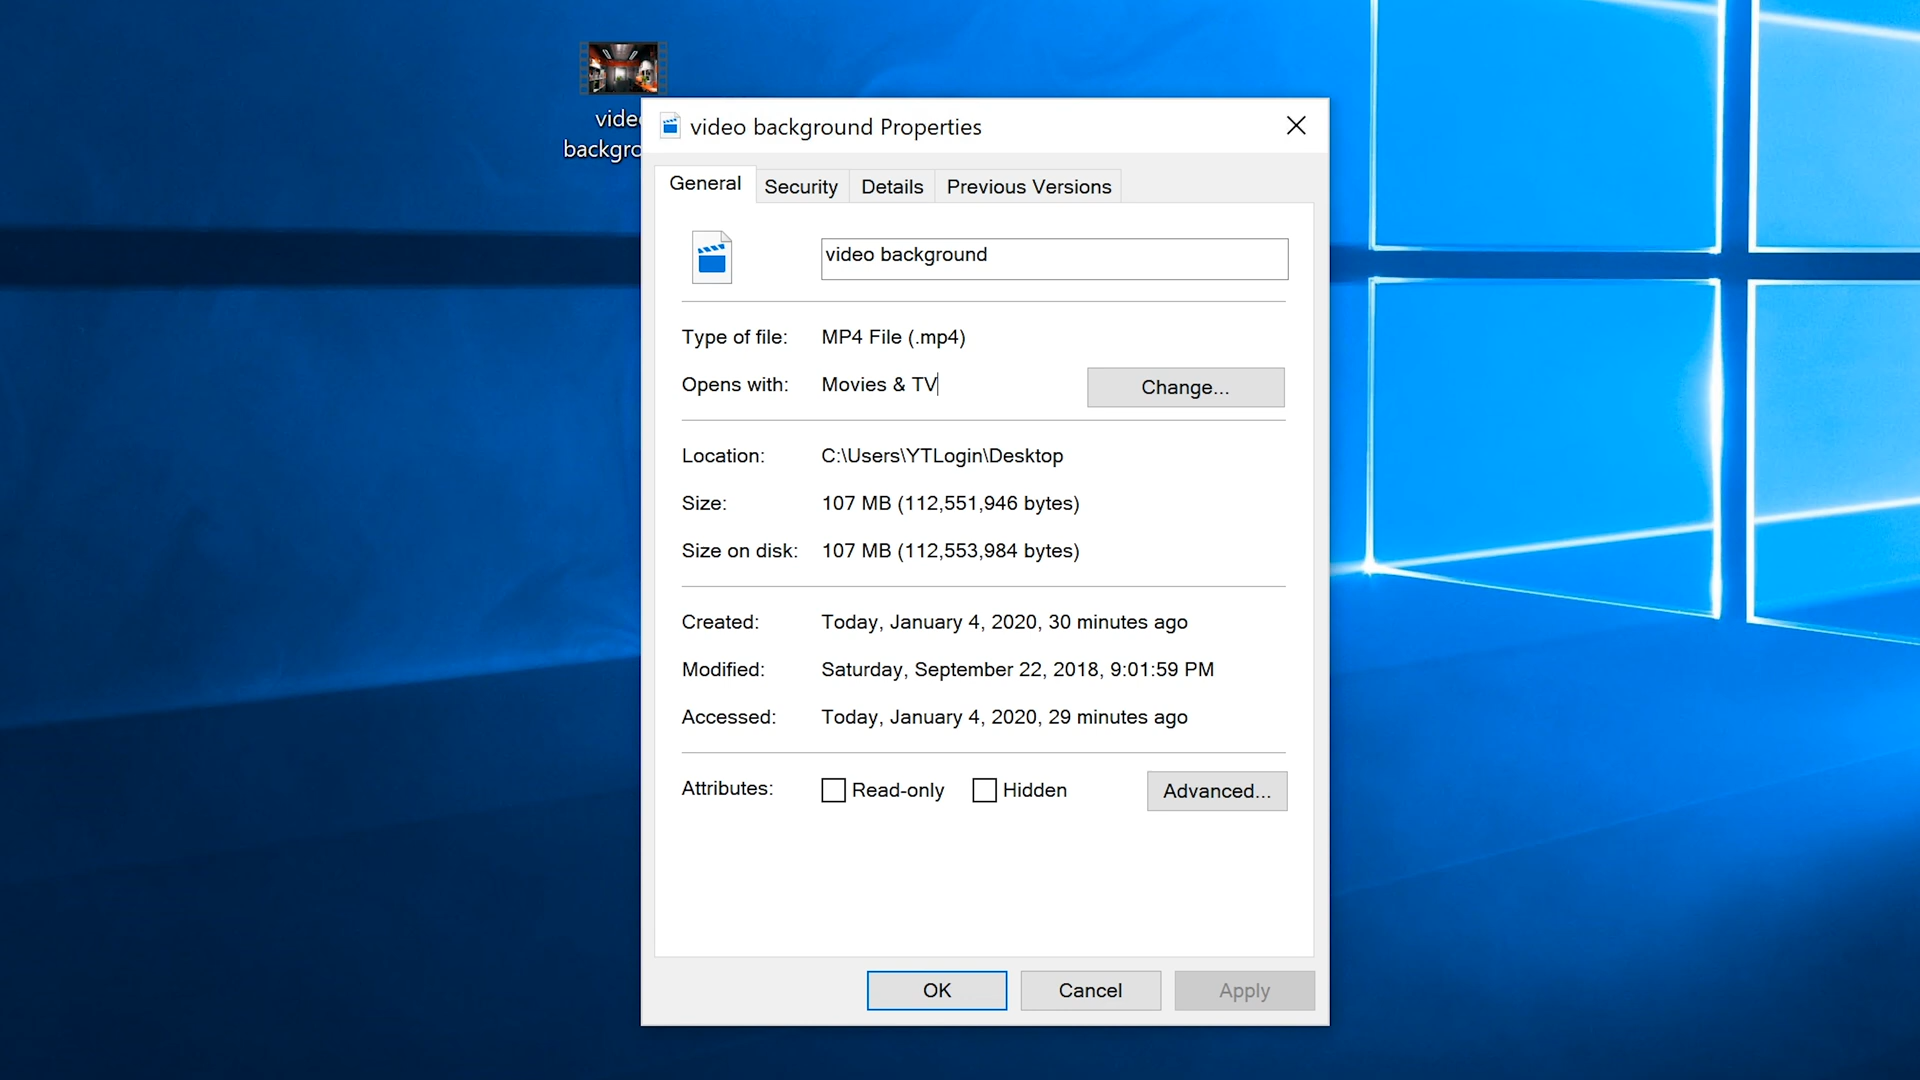 video
backgro
video background Properties
General Security Details Previous Versions
video background
Type of file: MP4 File (.mp4)
Opens with: Movies & TV
Change...
Location: C:\Users\YTLogin\Desktop
Size: 107 MB (112,551,946 bytes)
Size on disk: 107 MB (112,553,984 bytes)
Created: Today, January 4, 2020, 30 minutes ago
Modified: Saturday, September 22, 2018, 9:01:59 PM
Accessed: Today, January 4, 2020, 29 minutes ago
Attributes: Read-only Hidden Advanced...
OK Cancel Apply